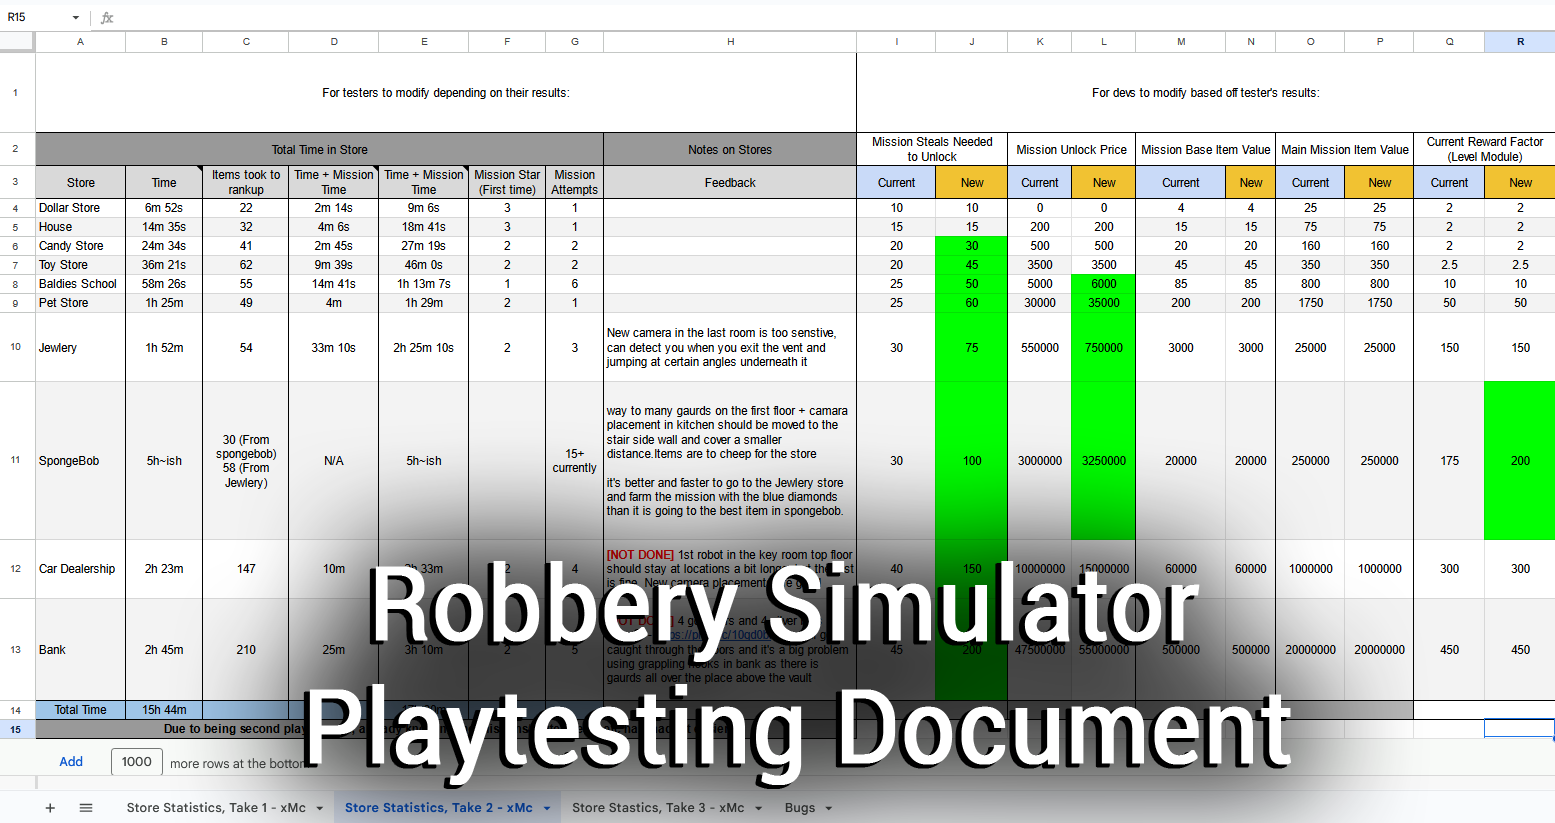 R15 fx
A B C D E F G H I J K L M N O P Q R
1 For testers to modify depending on their results: For devs to modify based off tester's results:
2 Total Time in Store Notes on Stores Mission Steals Needed to Unlock Mission Unlock Price Mission Base Item Value Main Mission Item Value Current Reward Factor (Level Module)
3 Store Time Items took to rankup Time + Mission Time Time + Mission Time Mission Star (First time) Mission Attempts Feedback Current New Current New Current New Current New Current New
4 Dollar Store 6m 52s 22 2m 14s 9m 6s 3 1 10 10 0 0 4 4 25 25 2 2
5 House 14m 35s 32 4m 6s 18m 41s 3 1 15 15 200 200 15 15 75 75 2 2
6 Candy Store 24m 34s 41 2m 45s 27m 19s 2 2 20 30 500 500 20 20 160 160 2 2
7 Toy Store 36m 21s 62 9m 39s 46m 0s 2 2 20 45 3500 3500 45 45 350 350 2.5 2.5
8 Baldies School 58m 26s 55 14m 41s 1h 13m 7s 1 6 25 50 5000 6000 85 85 800 800 10 10
9 Pet Store 1h 25m 49 4m 1h 29m 2 1 25 60 30000 35000 200 200 1750 1750 50 50
10 Jewlery 1h 52m 54 33m 10s 2h 25m 10s 2 3
New camera in the last room is too senstive,
can detect you when you exit the vent and
jumping at certain angles underneath it
30 75 550000 750000 3000 3000 25000 25000 150 150
11 SpongeBob 5h~ish
30 (From
spongebob)
58 (From
Jewlery)
N/A 5h~ish
15+
currently
way to many gaurds on the first floor + camara
placement in kitchen should be moved to the
stair side wall and cover a smaller
distance.Items are to cheep for the store
it's better and faster to go to the Jewlery store
and farm the mission with the blue diamonds
than it is going to the best item in spongebob.
30 100 3000000 3250000 20000 20000 250000 250000 175 200
12 Car Dealership 2h 23m 147 10m 33m 2 4
[NOT DONE] 1st robot in the key room top floor
should stay at locations a bit
is fine. New camera placement
40 150 10000000 15000000 60000 60000 1000000 1000000 300 300
13 Bank 2h 45m 210 25m 3h 10m 2 5
4 and 4
caught through the and it's a big problem
using grappling hooks in bank as there is
gaurds all over the place above the vault
45 200 47500000 55000000 500000 500000 20000000 20000000 450 450
14 Total Time 15h 44m
15 Due to being second
Robbery Simulator
Playtesting Document
Add 1000 more rows at the bottom
+ Store Statistics, Take 1 - xMc Store Statistics, Take 2 - xMc Store Stastics, Take 3 - xMc Bugs